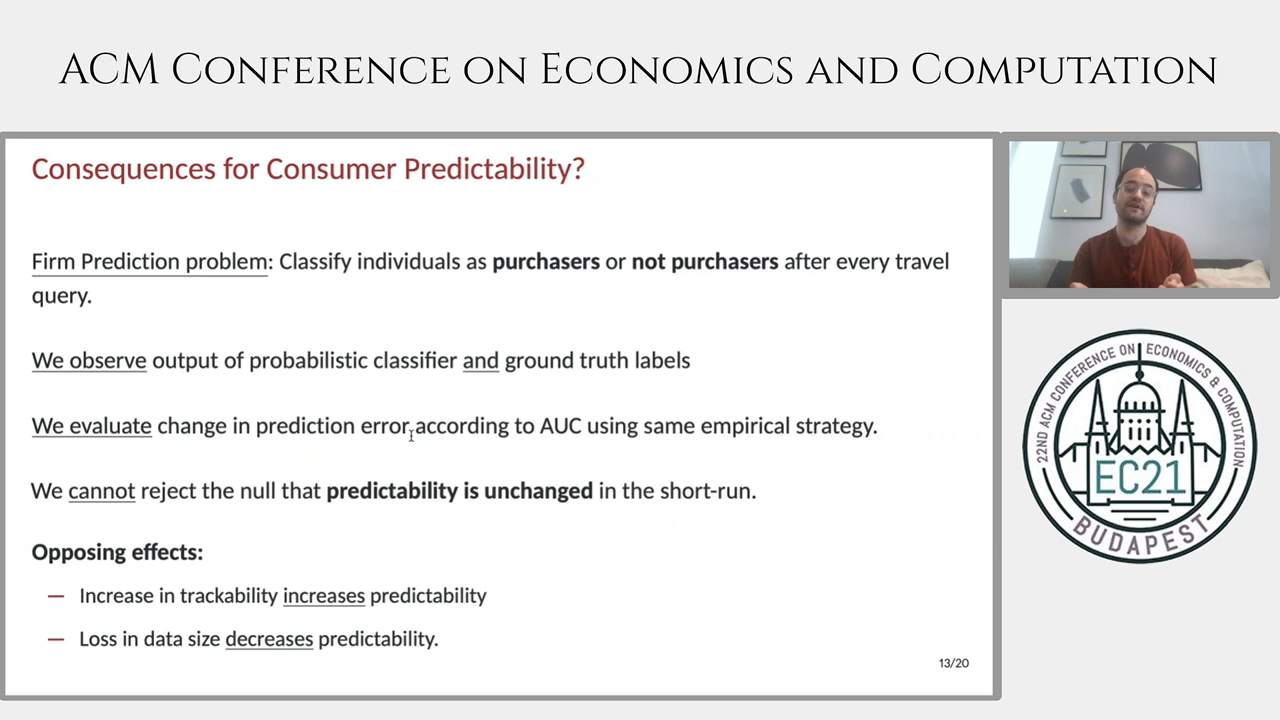 ACM Conference on Economics and Computation
Consequences for Consumer Predictability?
Firm Prediction problem: Classify individuals as purchasers or not purchasers after every travel
query.
We observe output of probabilistic classifier and ground truth labels
We evaluate change in prediction error according to AUC using same empirical strategy.
We cannot reject the null that predictability is unchanged in the short-run.
Opposing effects:
— Increase in trackability increases predictability
— Loss in data size decreases predictability.
13/20
22ND ACM CONFERENCE ON ECONOMICS & COMPUTATION
EC21
BUDAPEST